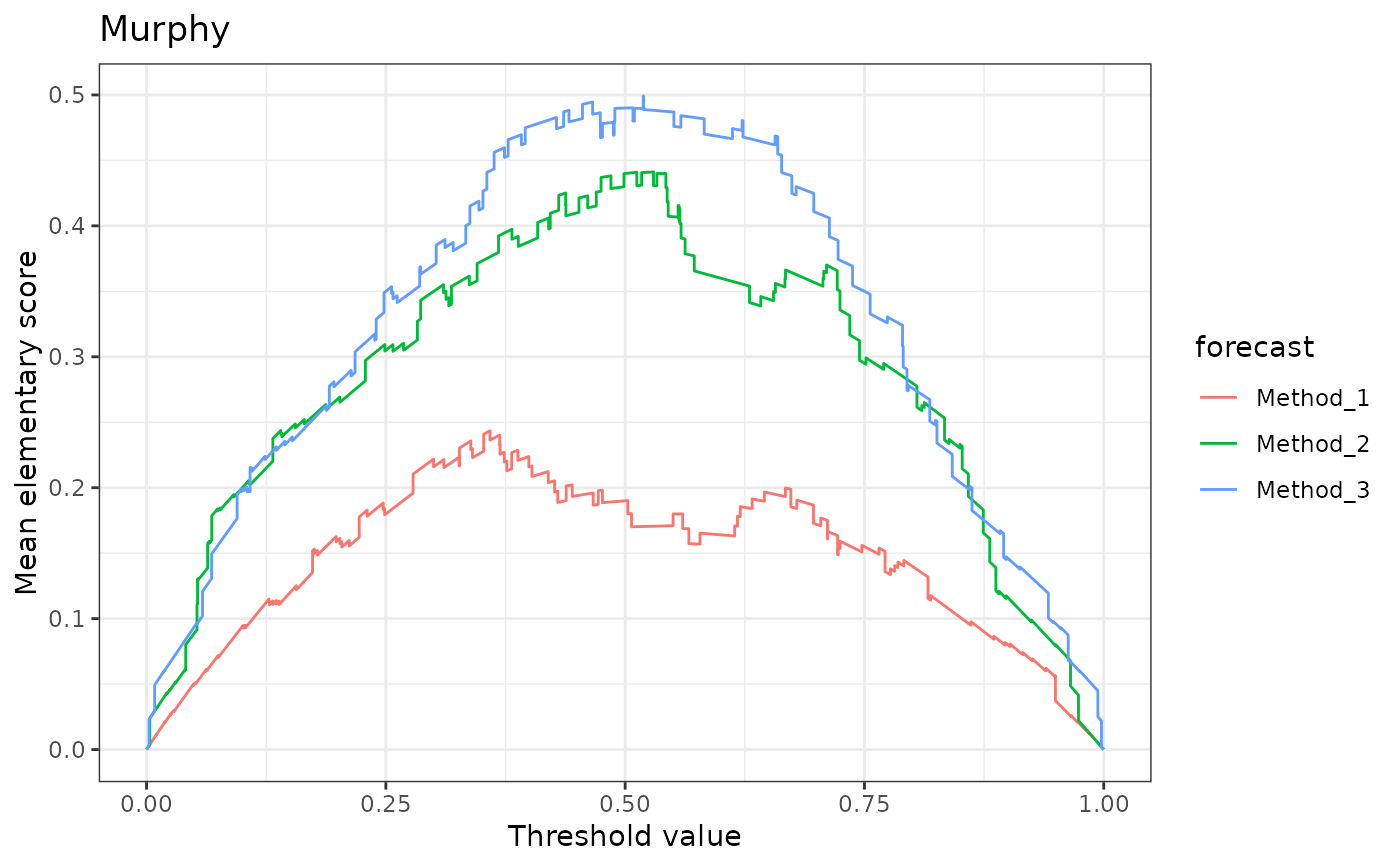 Murphy
Mean elementary score
0.5
0.4
0.3
0.2
0.1
0.0
0.00 0.25 0.50 0.75 1.00
Threshold value
forecast
Method_1
Method_2
Method_3